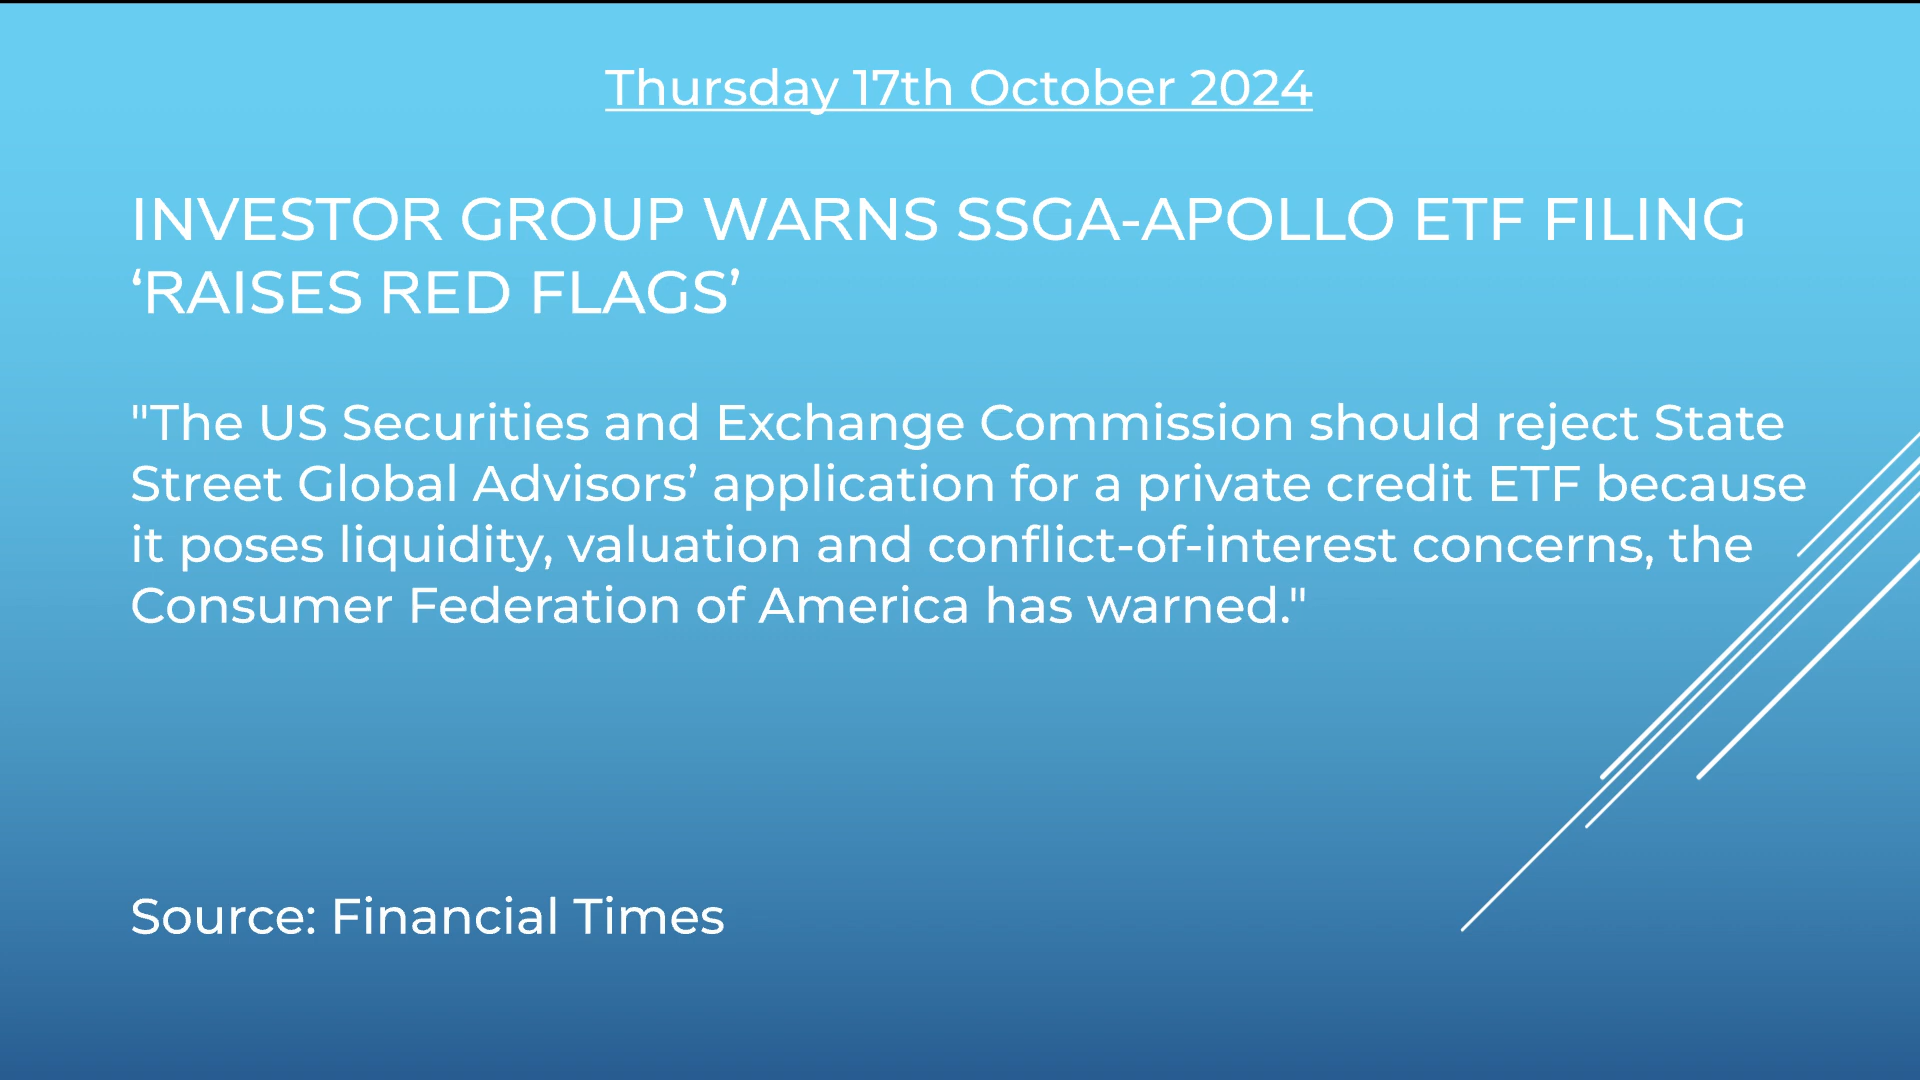 Thursday 17th October 2024
INVESTOR GROUP WARNS SSGA-APOLLO ETF FILING
‘RAISES RED FLAGS’
"The US Securities and Exchange Commission should reject State
Street Global Advisors’ application for a private credit ETF because
it poses liquidity, valuation and conflict-of-interest concerns, the
Consumer Federation of America has warned."
Source: Financial Times